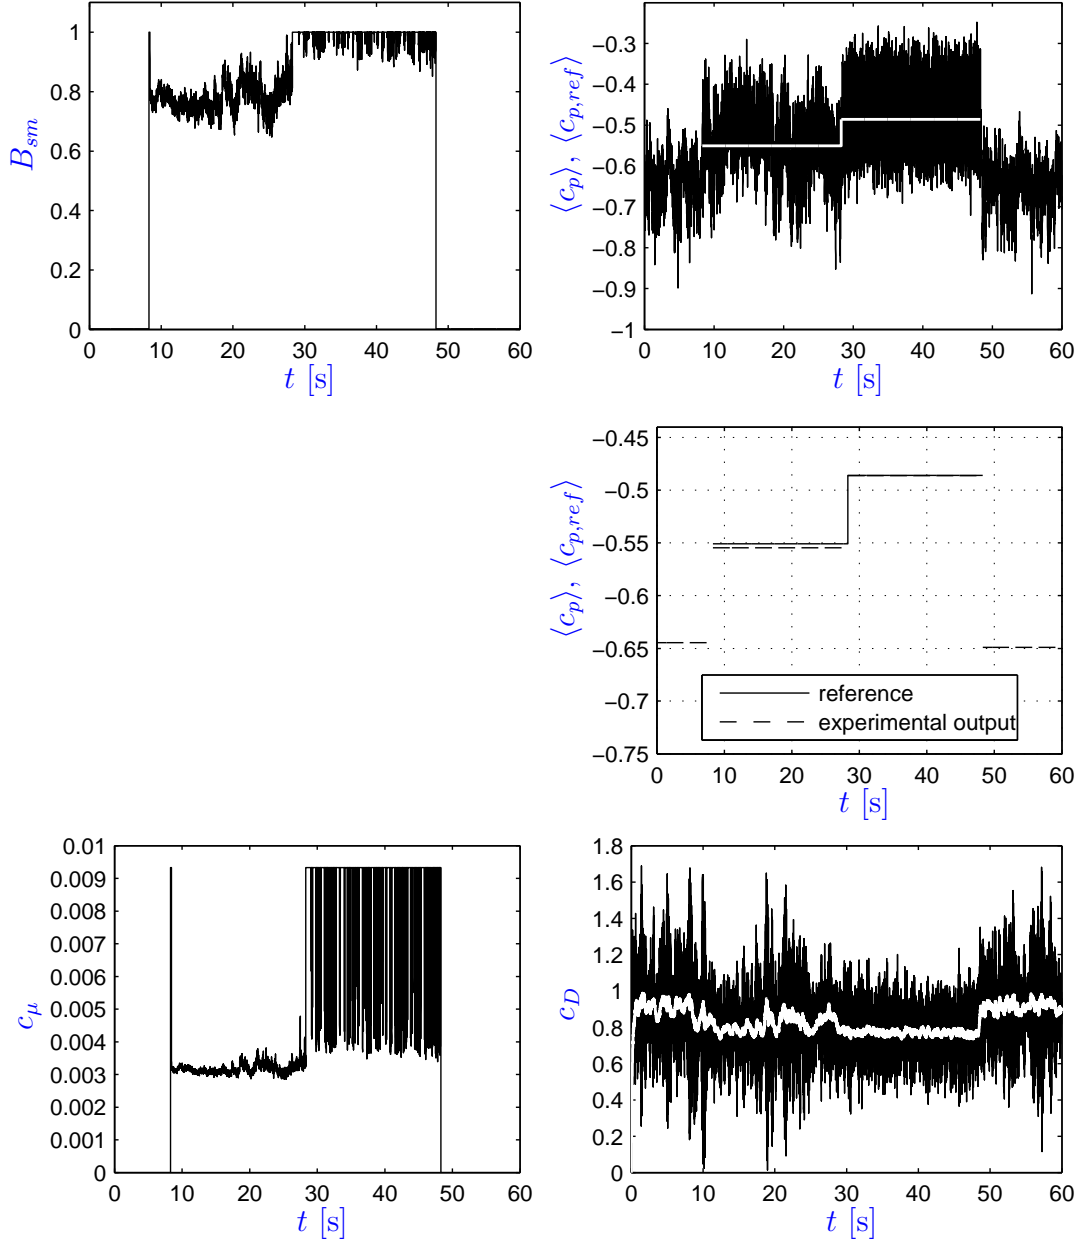 1
0.8
0.6
0.4
0.2
0
0 10 20 30 40 50 60
B_{sm}
t [s]
−0.3
−0.4
−0.5
−0.6
−0.7
−0.8
−0.9
−1
0 10 20 30 40 50 60
⟨c_p⟩, ⟨c_{p,ref}⟩
t [s]
−0.45
−0.5
−0.55
−0.6
−0.65
−0.7
−0.75
0 10 20 30 40 50 60
⟨c_p⟩, ⟨c_{p,ref}⟩
t [s]
reference
experimental output
0.01
0.009
0.008
0.007
0.006
0.005
0.004
0.003
0.002
0.001
0
0 10 20 30 40 50 60
c_μ
t [s]
1.8
1.6
1.4
1.2
1
0.8
0.6
0.4
0.2
0
0 10 20 30 40 50 60
c_D
t [s]